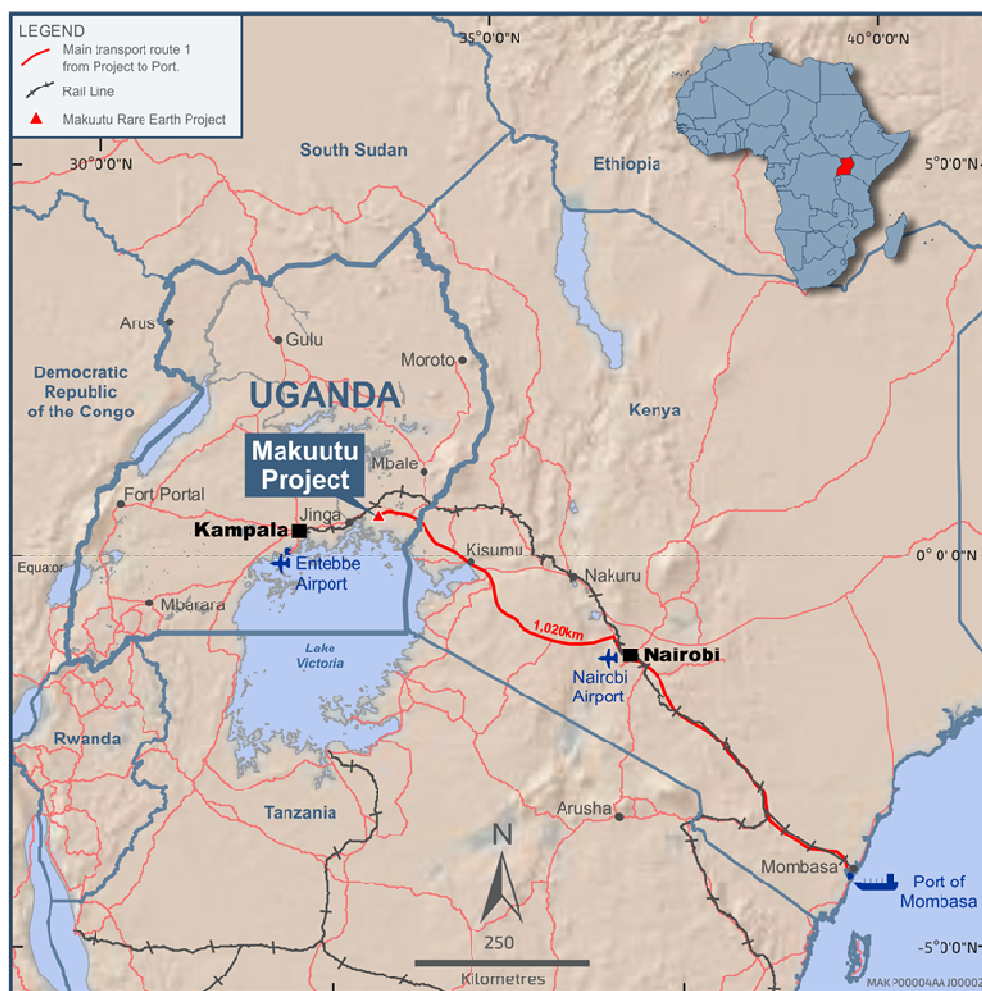 LEGEND
Main transport route 1
from Project to Port.
Rail Line
Makuutu Rare Earth Project
35°0'0"N
40°0'0"N
30°0'0"N
5°0'0"N
South Sudan
Ethiopia
Arus
Gulu
Moroto
Democratic
Republic
of the Congo
UGANDA
Kenya
Makuutu
Project
Mbale
Fort Portal
Jinga
Kampala
Kisumu
0°0'0"N
Equator
Entebbe
Airport
Nakuru
Mbarara
1,020km
Lake
Victoria
Nairobi
Nairobi
Airport
Rwanda
Tanzania
Arusha
N
Mombasa
Port of
Mombasa
250
Kilometres
-5°0'0"N
MAKP00004AAJ00002